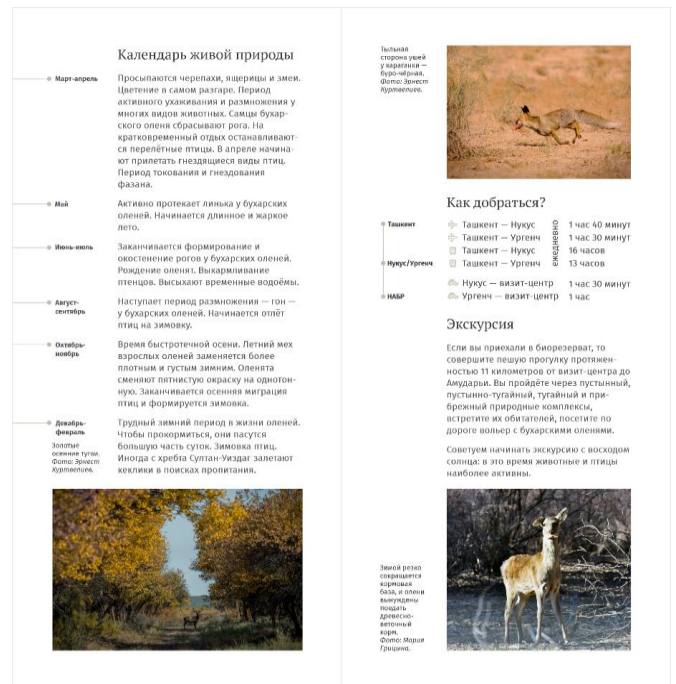 Календарь живой природы
Март-апрель
Просыпаются черепахи, ящерицы и змеи.
Цветение в самом разгаре. Период
активного ухаживания и размножения у
многих видов животных. Самцы бухар-
ского оленя сбрасывают рога. На
кратковременный отдых останавливают-
ся перелётные птицы. В апреле начина-
ют прилетать гнездящиеся виды птиц.
Период токования и гнездования
фазана.
Май
Активно протекает линька у бухарских
оленей. Начинается длинное и жаркое
лето.
Июнь-июль
Заканчивается формирование и
окостенение рогов у бухарских оленей.
Рождение оленят. Выкармливание
птенцов. Высыхают временные водоёмы.
Август-
сентябрь
Наступает период размножения — гон —
у бухарских оленей. Начинается отлёт
птиц на зимовку.
Октябрь-
ноябрь
Время быстротечной осени. Летний мех
взрослых оленей заменяется более
плотным и густым зимним. Оленята
сменяют пятнистую окраску на однотон-
ную. Заканчивается осенняя миграция
птиц и формируется зимовка.
Декабрь-
февраль
Трудный зимний период в жизни оленей.
Чтобы прокормиться, они пасутся
большую часть суток. Зимовка птиц.
Иногда с хребта Султан-Уиздаг залетают
кеклики в поисках пропитания.
Золотые
осенние тугаи.
Фото: Эрнест
Куртвелиев.
Тыльная
сторона ушей
у караганки —
буро-чёрная.
Фото: Эрнест
Куртвелиев.
Как добраться?
Ташкент
Ташкент — Нукус 1 час 40 минут
Ташкент — Ургенч 1 час 30 минут
Ташкент — Нукус 16 часов
Ташкент — Ургенч 13 часов
ежедневно
Нукус/Ургенч
Нукус — визит-центр 1 час 30 минут
Ургенч — визит-центр 1 час
НАБР
Экскурсия
Если вы приехали в биорезерват, то
совершите пешую прогулку протяжен-
ностью 11 километров от визит-центра до
Амударьи. Вы пройдёте через пустынный,
пустынно-тугайный, тугайный и при-
брежный природные комплексы,
встретите их обитателей, посетите по
дороге вольер с бухарскими оленями.
Советуем начинать экскурсию с восходом
солнца: в это время животные и птицы
наиболее активны.
Зимой резко
сокращается
кормовая
база, и олени
вынуждены
поедать
древесно-
веточный
корм.
Фото: Мария
Грицина.